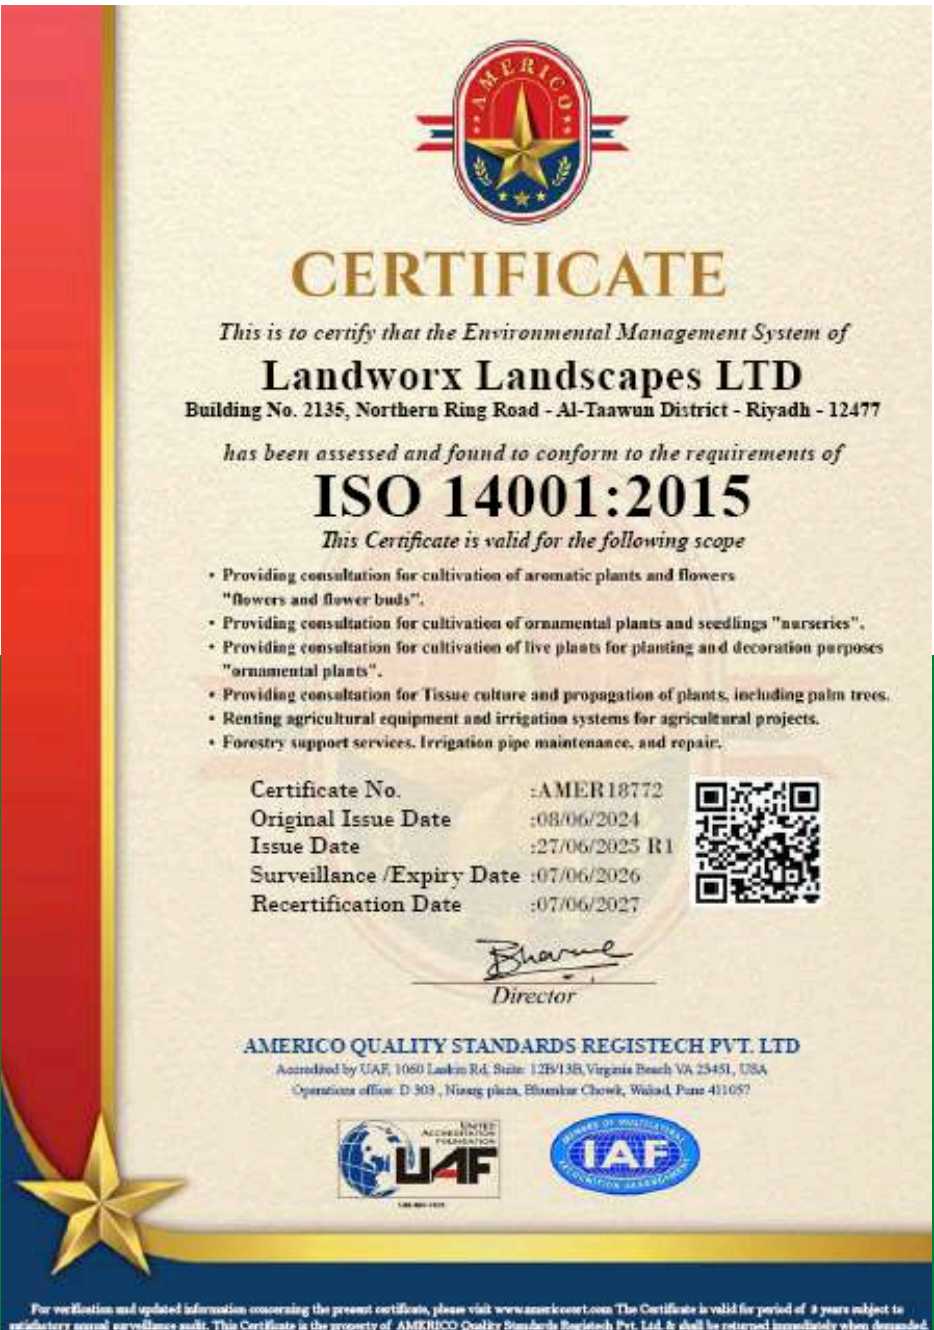 AMERICO
CERTIFICATE
This is to certify that the Environmental Management System of
Landworx Landscapes LTD
Building No. 2135, Northern Ring Road - Al-Taawun District - Riyadh - 12477
has been assessed and found to conform to the requirements of
ISO 14001:2015
This Certificate is valid for the following scope
• Providing consultation for cultivation of aromatic plants and flowers
"flowers and flower buds".
• Providing consultation for cultivation of ornamental plants and seedlings "nurseries".
• Providing consultation for cultivation of live plants for planting and decoration purposes
"ornamental plants".
• Providing consultation for Tissue culture and propagation of plants, including palm trees.
• Renting agricultural equipment and irrigation systems for agricultural projects.
• Forestry support services. Irrigation pipe maintenance, and repair.
Certificate No. :AMER18772
Original Issue Date :08/06/2024
Issue Date :27/06/2025 R1
Surveillance /Expiry Date :07/06/2026
Recertification Date :07/06/2027
Director
AMERICO QUALITY STANDARDS REGISTECH PVT. LTD
Accredited by UAF, 1060 Laskin Rd, Suite: 12B/13B, Virginia Beach VA 23451, USA
Operations office: D 303 , Nisarg plaza, Bhumkar Chowk, Wakad, Pune 411057
UNITED
ACCREDITATION
FOUNDATION
UAF
MEMBER OF MULTILATERAL
IAF
RECOGNITION ARRANGEMENT
For verification and updated information concerning the present certificate, please visit www.americocert.com The Certificate is valid for period of 3 years subject to
satisfactory annual surveillance audit. This Certificate is the property of AMERICO Quality Standards Registech Pvt. Ltd. & shall be returned immediately when demanded.